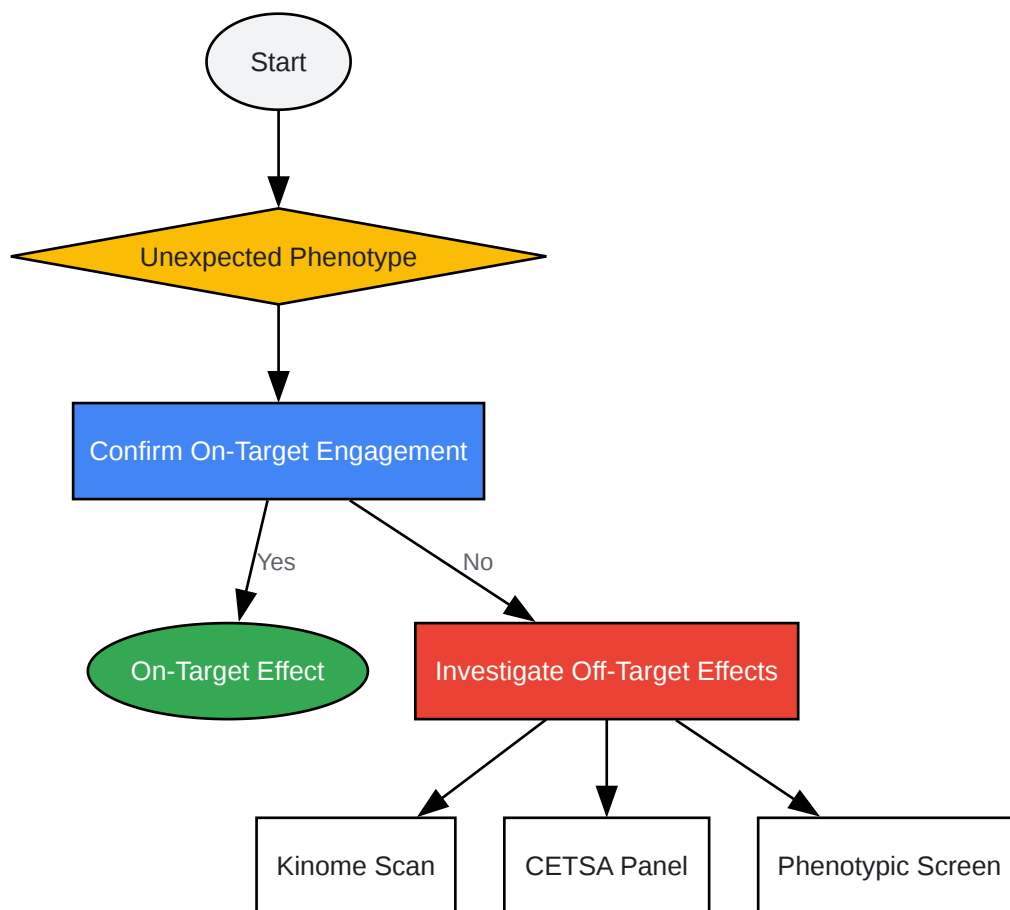 Start
Unexpected Phenotype
Confirm On-Target Engagement
Yes
No
On-Target Effect
Investigate Off-Target Effects
Kinome Scan
CETSA Panel
Phenotypic Screen